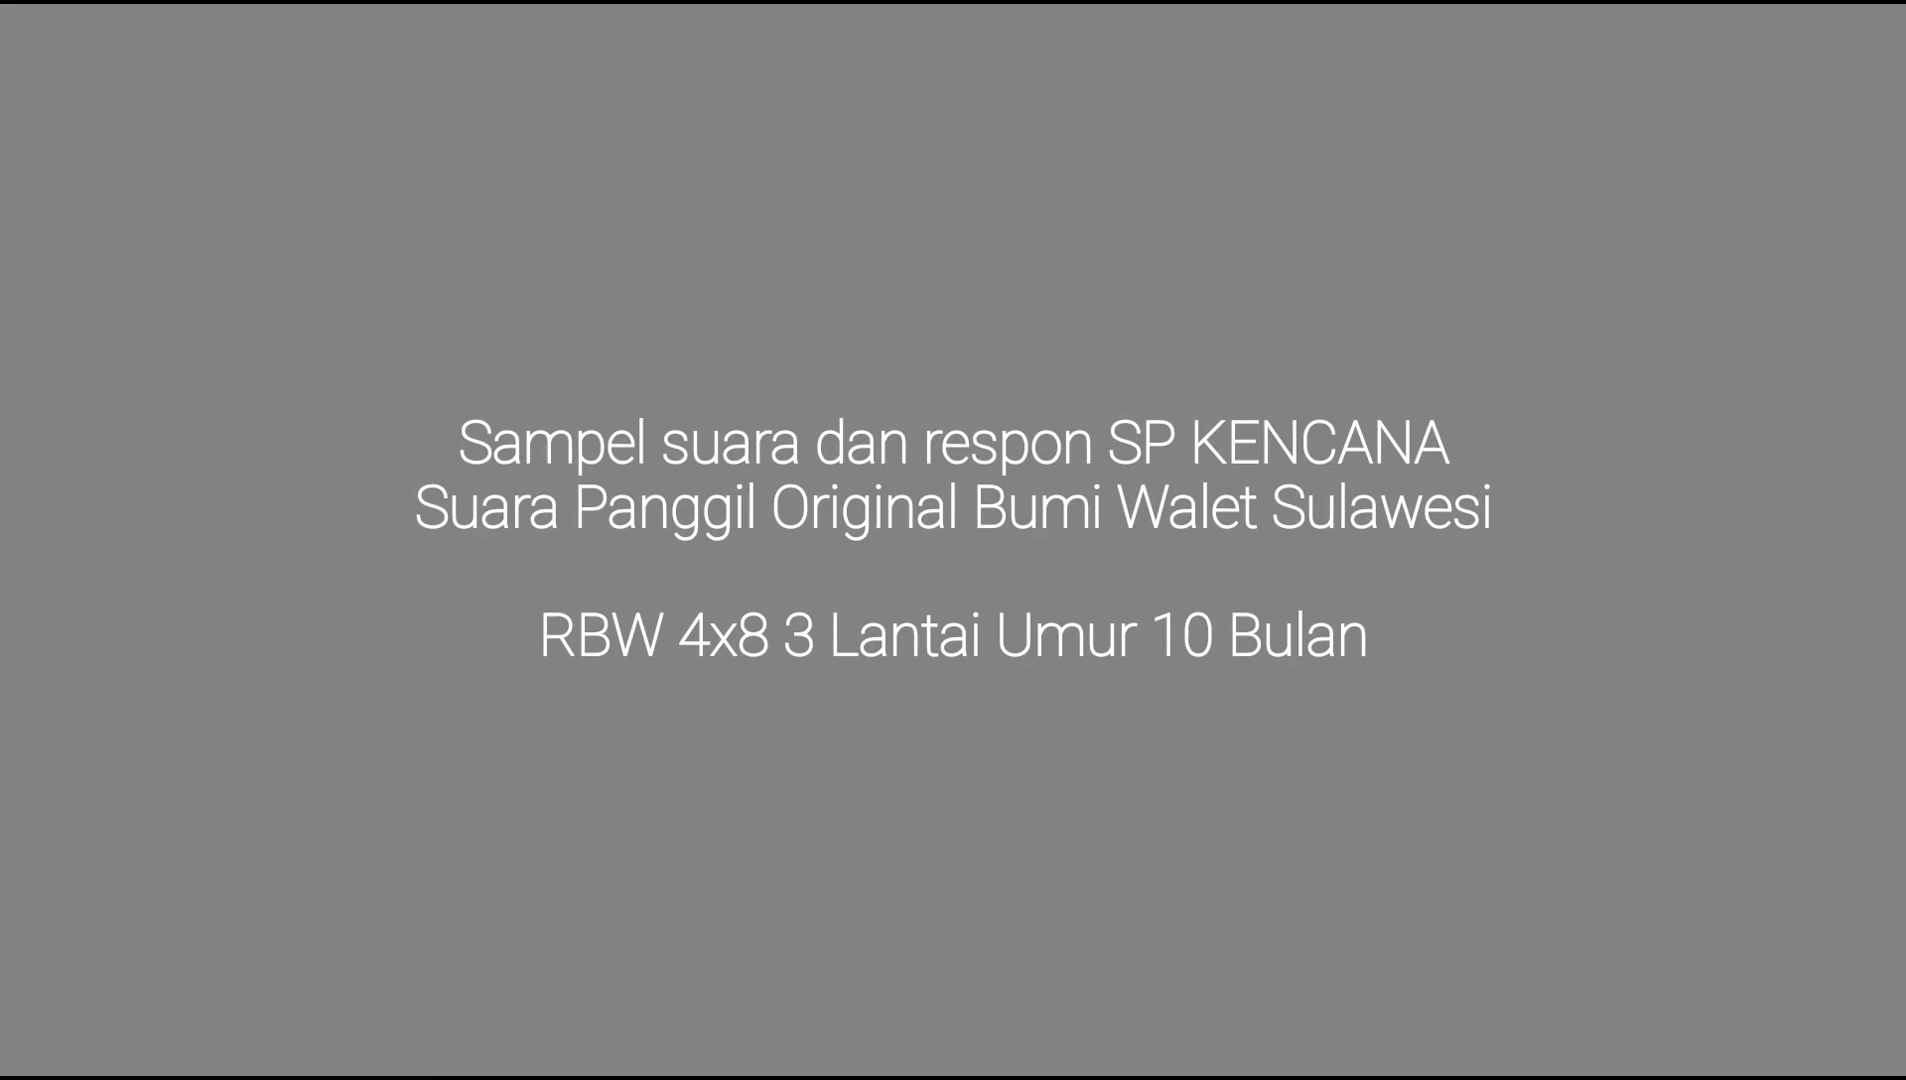 Sampel suara dan respon SP KENCANA
Suara Panggil Original Bumi Walet Sulawesi
RBW 4x8 3 Lantai Umur 10 Bulan